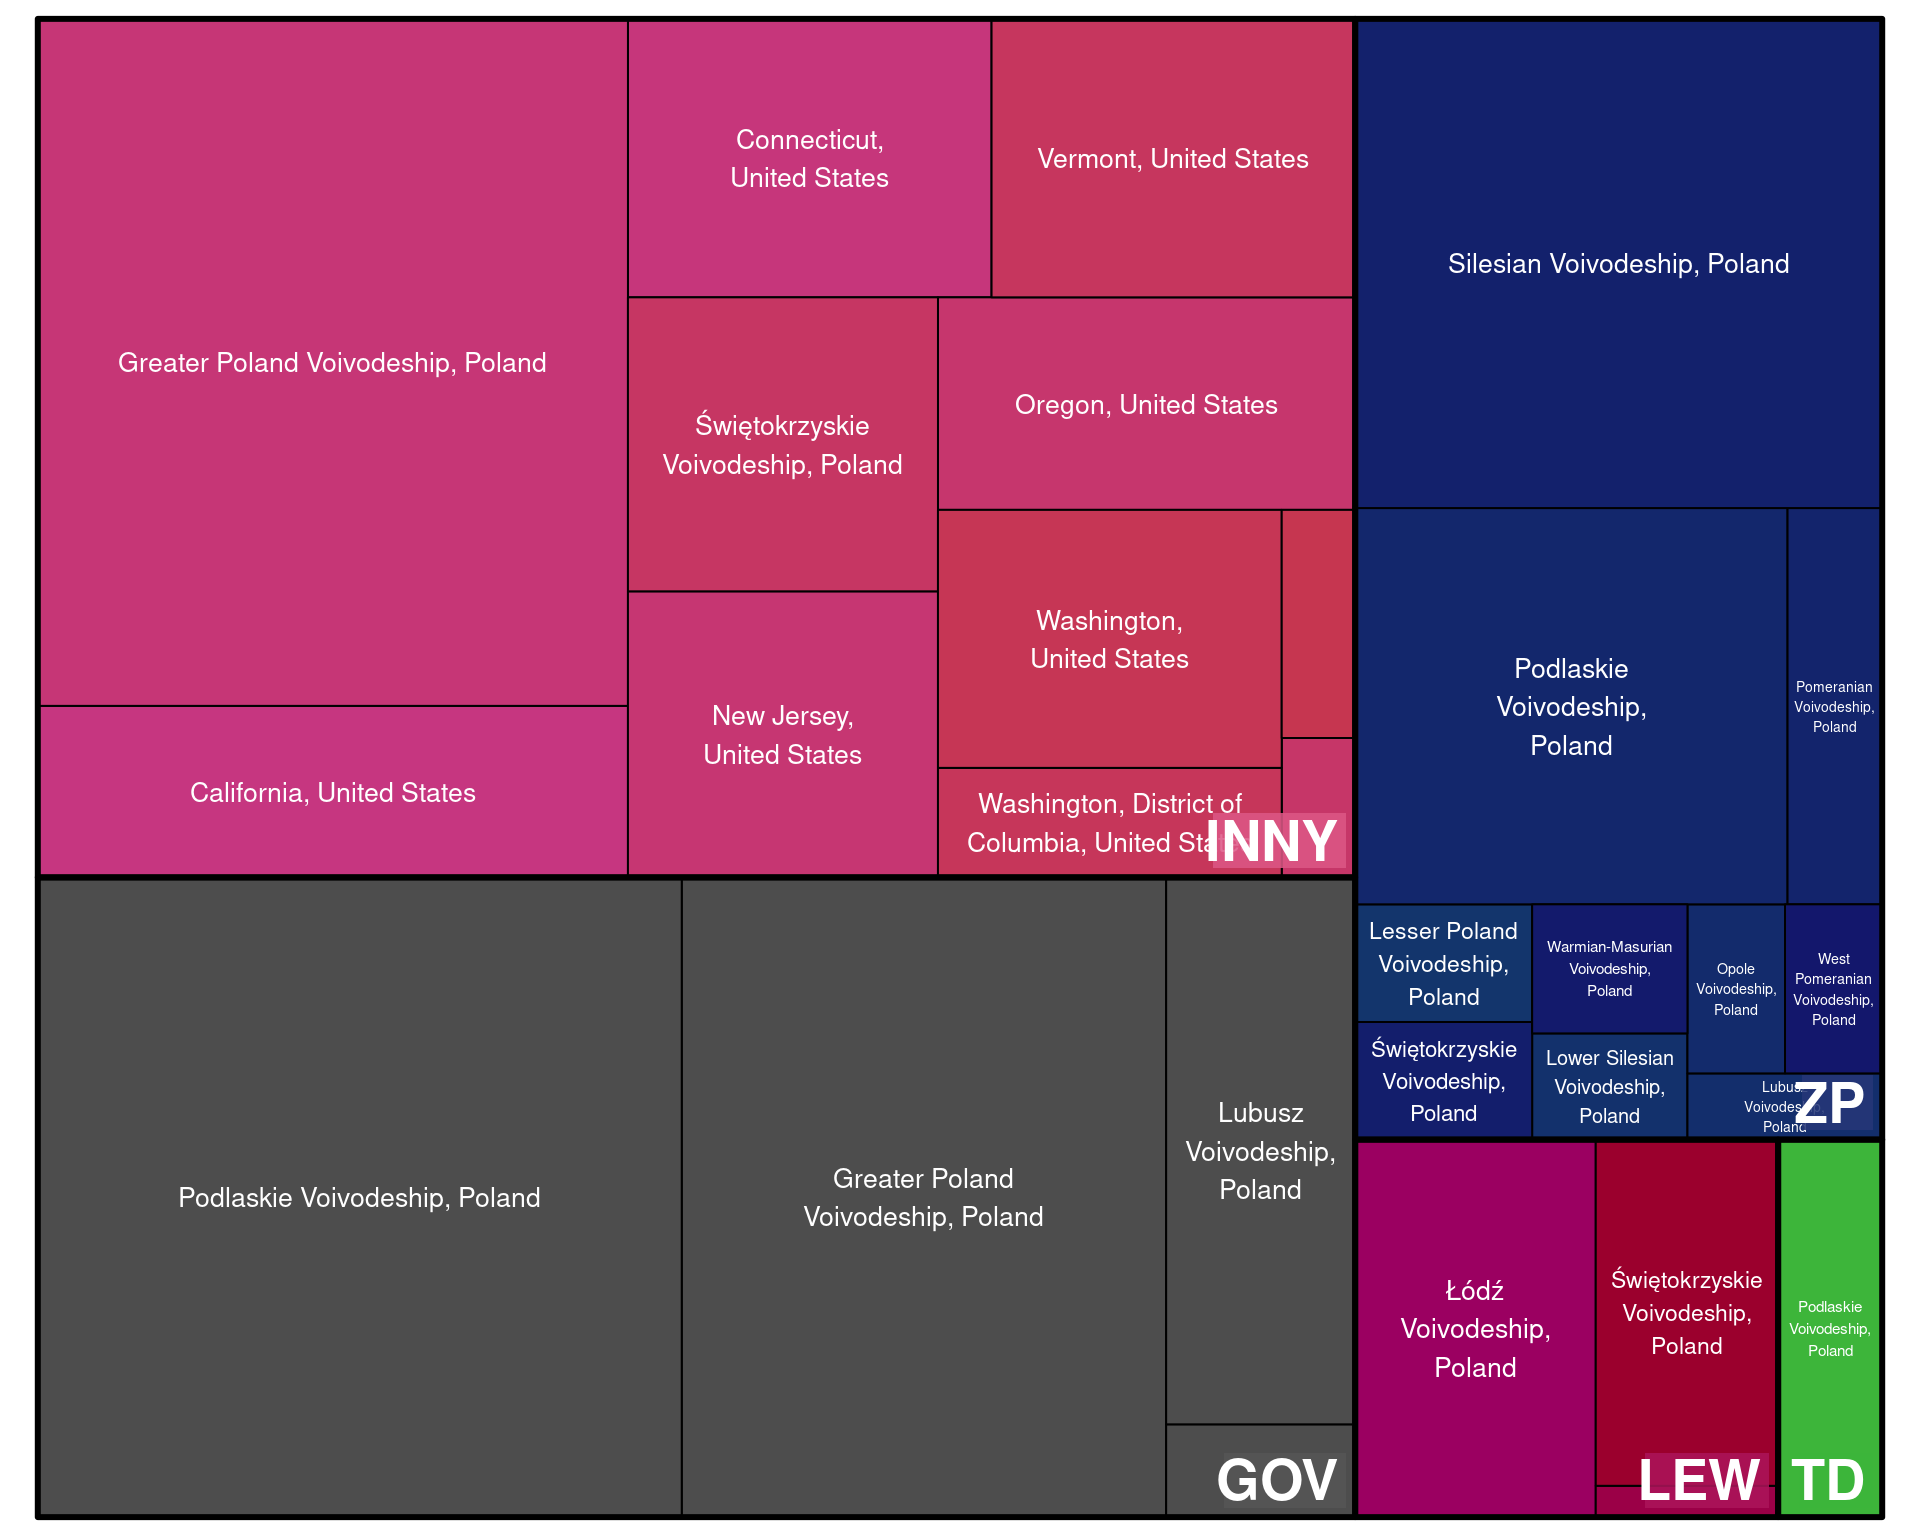 Greater Poland Voivodeship, Poland
California, United States
Connecticut,
United States
Vermont, United States
Świętokrzyskie
Voivodeship, Poland
Oregon, United States
New Jersey,
United States
Washington,
United States
Washington, District of
Columbia, United States
INNY
Podlaskie Voivodeship, Poland
Greater Poland
Voivodeship, Poland
Lubusz
Voivodeship,
Poland
GOV
Silesian Voivodeship, Poland
Podlaskie
Voivodeship,
Poland
Pomeranian
Voivodeship,
Poland
Lesser Poland
Voivodeship,
Poland
Świętokrzyskie
Voivodeship,
Poland
Warmian-Masurian
Voivodeship,
Poland
Lower Silesian
Voivodeship,
Poland
Opole
Voivodeship,
Poland
West
Pomeranian
Voivodeship,
Poland
Lubusz
Voivodeship,
Poland
ZP
Łódź
Voivodeship,
Poland
Świętokrzyskie
Voivodeship,
Poland
LEW
Podlaskie
Voivodeship,
Poland
TD